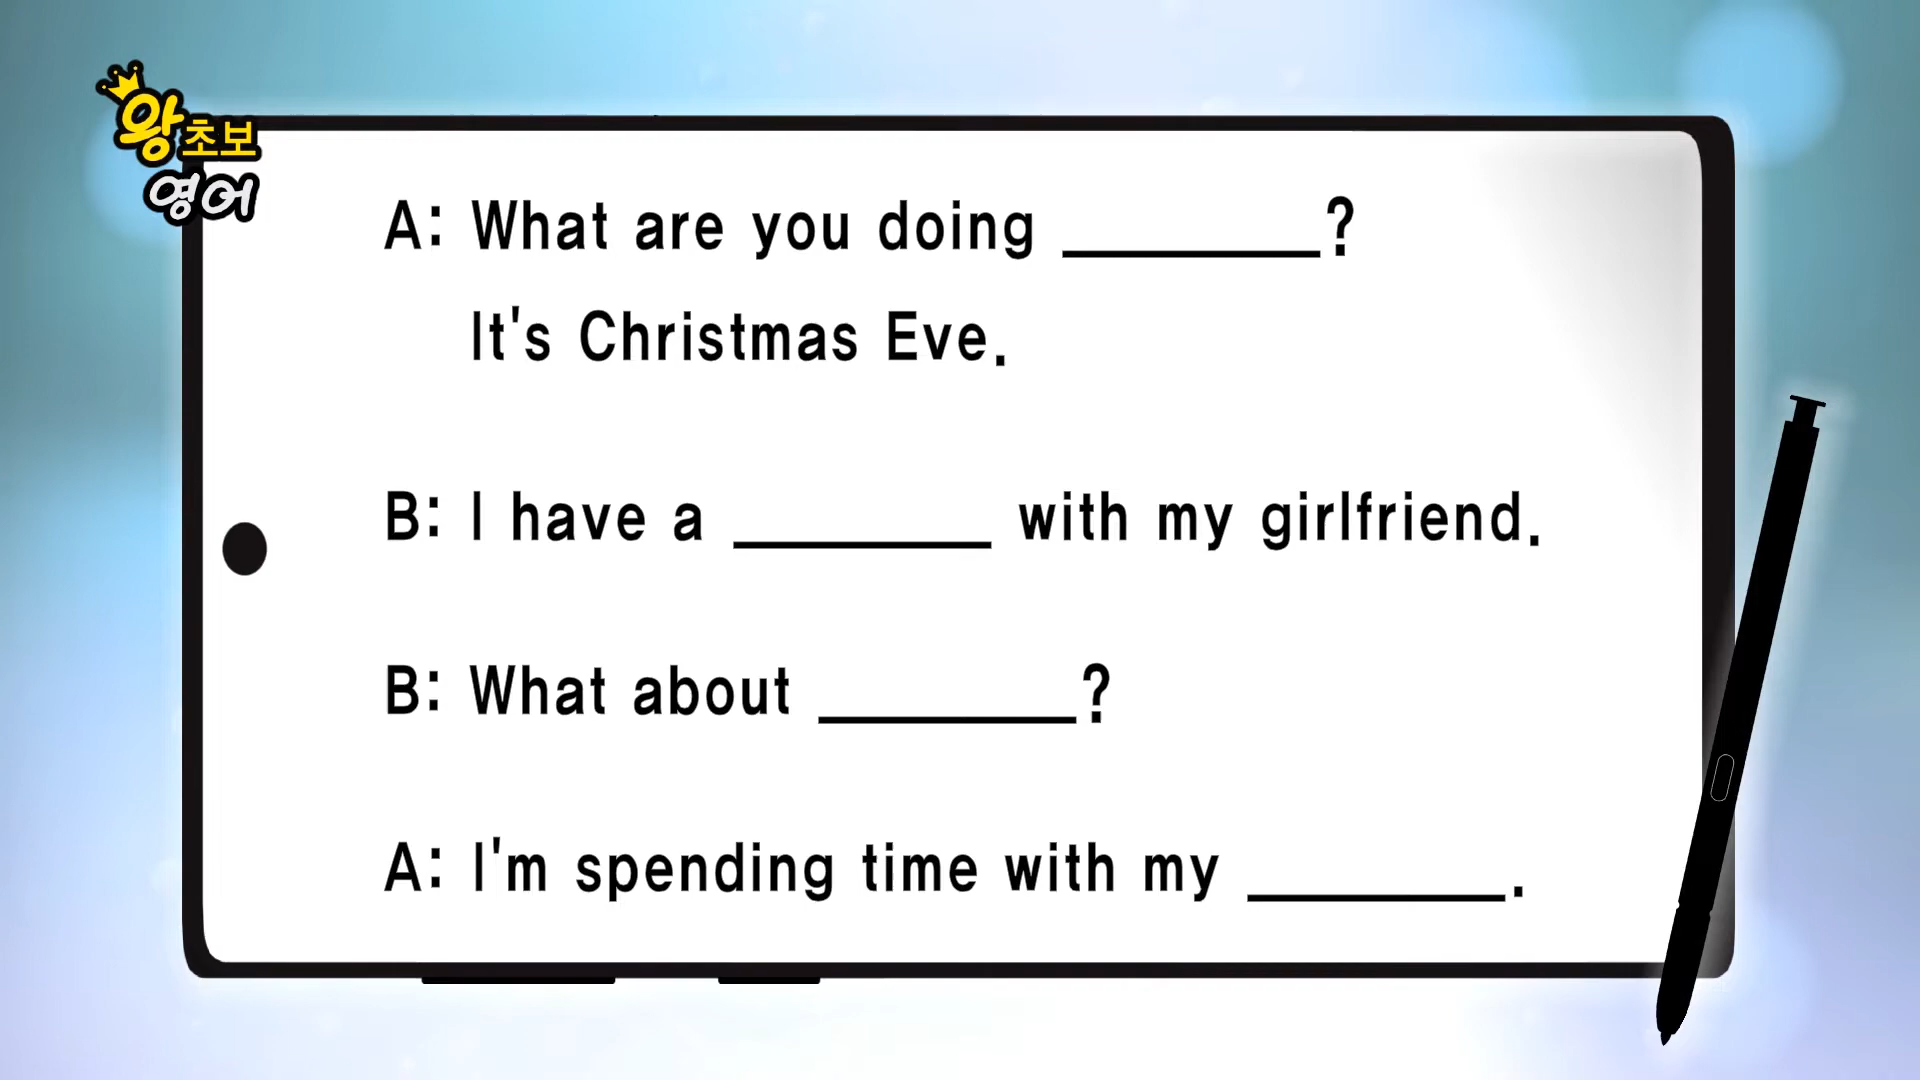 왕초보
영어
A: What are you doing ________?
It's Christmas Eve.
B: I have a ________ with my girlfriend.
B: What about ________?
A: I'm spending time with my ________.